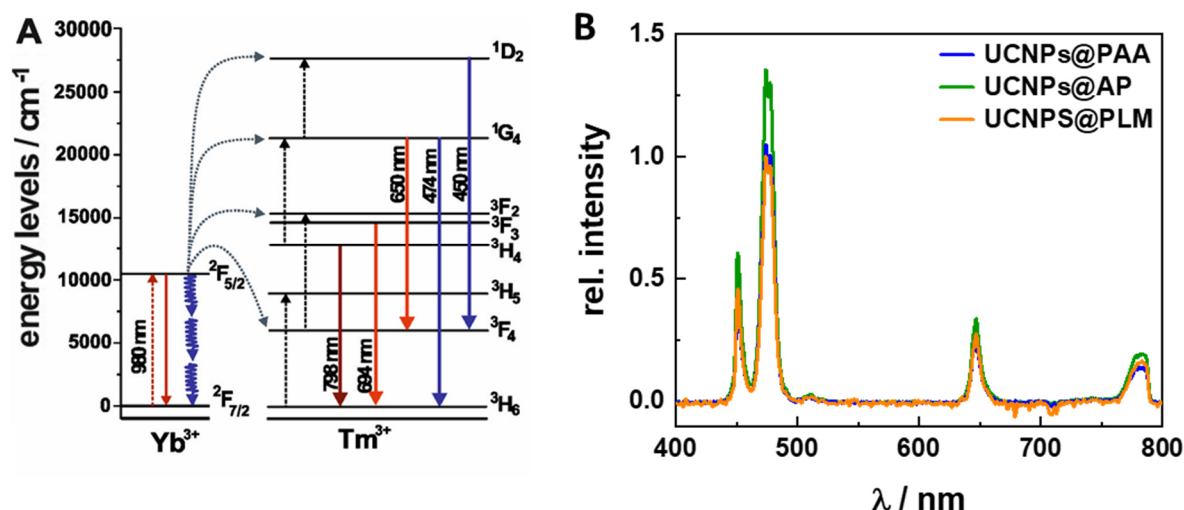 A
energy levels / cm⁻¹
30000
25000
20000
15000
10000
5000
0
980 nm
²F₅/₂
²F₇/₂
Yb³⁺
¹D₂
¹G₄
³F₂
³F₃
³H₄
³H₅
³F₄
³H₆
650 nm
474 nm
450 nm
798 nm
694 nm
Tm³⁺
B
rel. intensity
1.5
1.0
0.5
0.0
UCNPs@PAA
UCNPs@AP
UCNPS@PLM
400 500 600 700 800
λ / nm